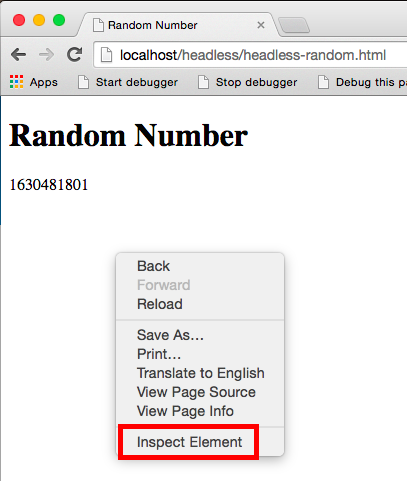 Random Number
localhost/headless/headless-random.html
Apps Start debugger Stop debugger Debug this pa
Random Number
1630481801
Back
Forward
Reload
Save As...
Print...
Translate to English
View Page Source
View Page Info
Inspect Element